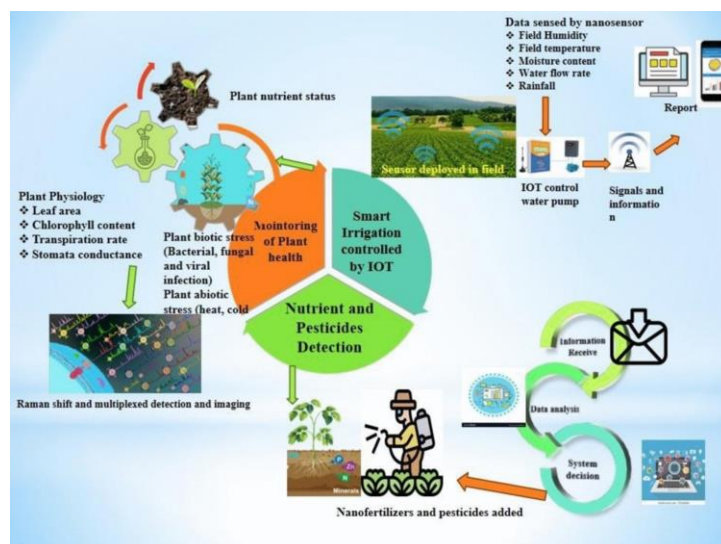 Data sensed by nanosensor
❖ Field Humidity
❖ Field temperature
❖ Moisture content
❖ Water flow rate
❖ Rainfall
Report
Sensor deployed in field
IOT control
water pump
Signals and
informatio
n
Plant nutrient status
Plant Physiology
❖ Leaf area
❖ Chlorophyll content
❖ Transpiration rate
❖ Stomata conductance
Plant biotic stress
(Bacterial, fungal
and viral
infection)
Plant abiotic
stress (heat, cold
Mointoring
of Plant
health
Smart
Irrigation
controlled
by IOT
Nutrient and
Pesticides
Detection
Raman shift and multiplexed detection and imaging
Information
Receive
Data analysis
System
decision
P
Zn
N
Minerals
Nanofertilizers and pesticides added